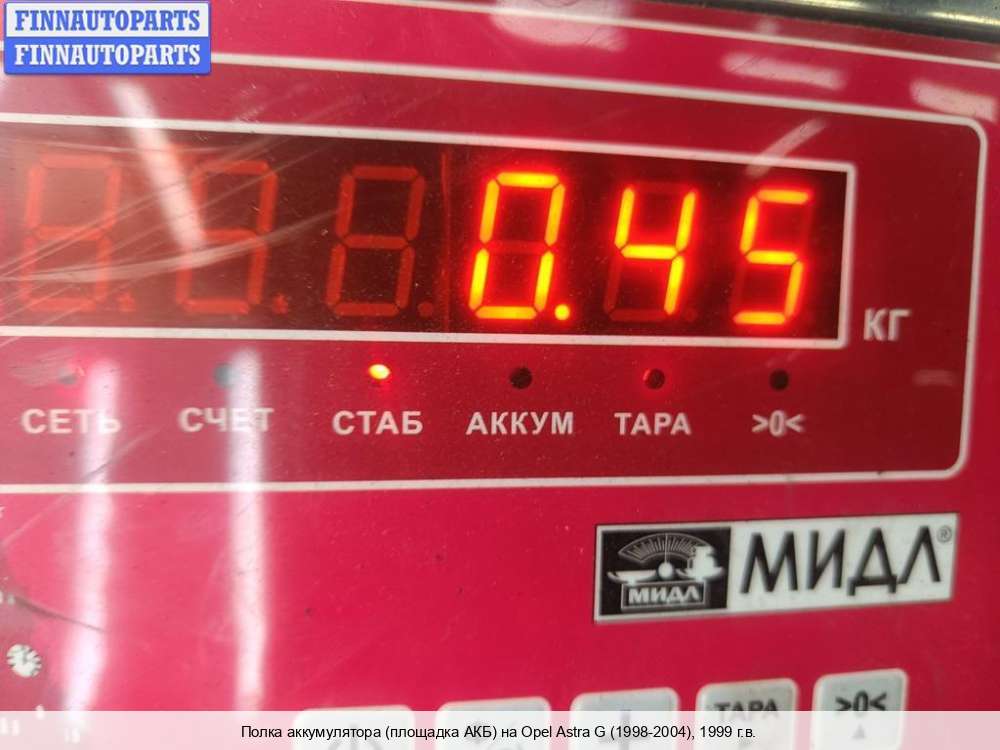 FINNAUTOPARTS
FINNAUTOPARTS
0.45
КГ
СЕТЬ СЧЕТ СТАБ АККУМ ТАРА >0<
МИДЛ МИДЛ®
ТАРА >0<
Полка аккумулятора (площадка АКБ) на Opel Astra G (1998-2004), 1999 г.в.